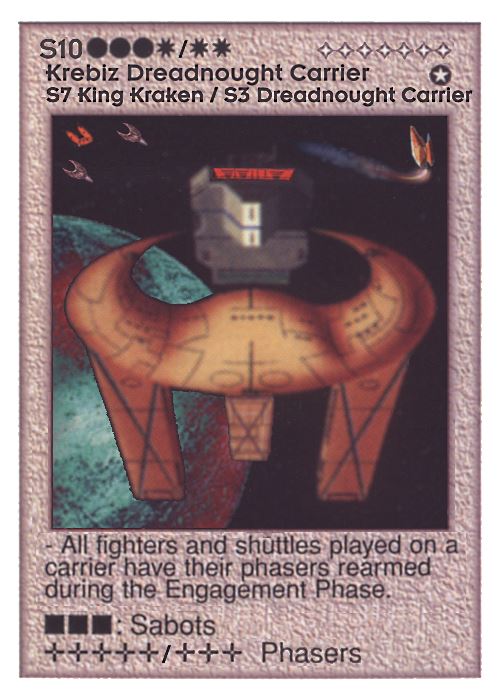 S10 ●●●✷/✷✷ ✧✧✧✧✧✧✧
Krebiz Dreadnought Carrier ✪
S7 King Kraken / S3 Dreadnought Carrier
- All fighters and shuttles played on a
carrier have their phasers rearmed
during the Engagement Phase.
■■■: Sabots
✢✢✢✢✢/✢✢✢ Phasers